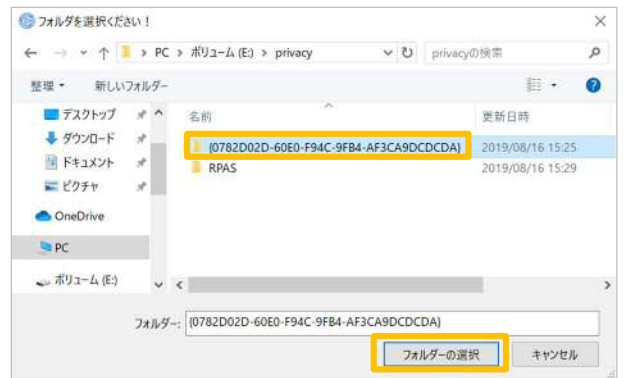 フォルダを選択ください！
PC > ボリューム (E:) > privacy
privacyの検索
整理
新しいフォルダー
デスクトップ
ダウンロード
ドキュメント
ピクチャ
OneDrive
PC
ボリューム (E:)
名前
更新日時
{0782D02D-60E0-F94C-9FB4-AF3CA9DCDCDA}
2019/08/16 15:25
RPAS
2019/08/16 15:29
フォルダー:
{0782D02D-60E0-F94C-9FB4-AF3CA9DCDCDA}
フォルダーの選択
キャンセル